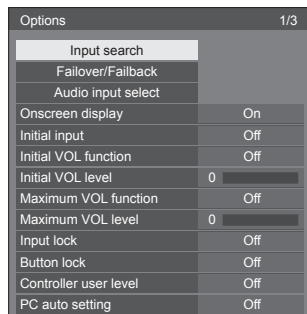 Options 1/3
Input search
Failover/Failback
Audio input select
Onscreen display On
Initial input Off
Initial VOL function Off
Initial VOL level 0
Maximum VOL function Off
Maximum VOL level 0
Input lock Off
Button lock Off
Controller user level Off
PC auto setting Off